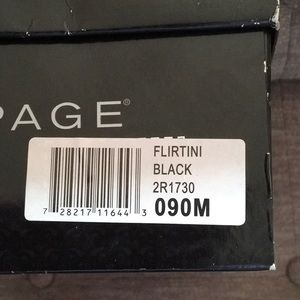 PAGE®
FLIRTINI
BLACK
2R1730
090M
7 28217 11644 3